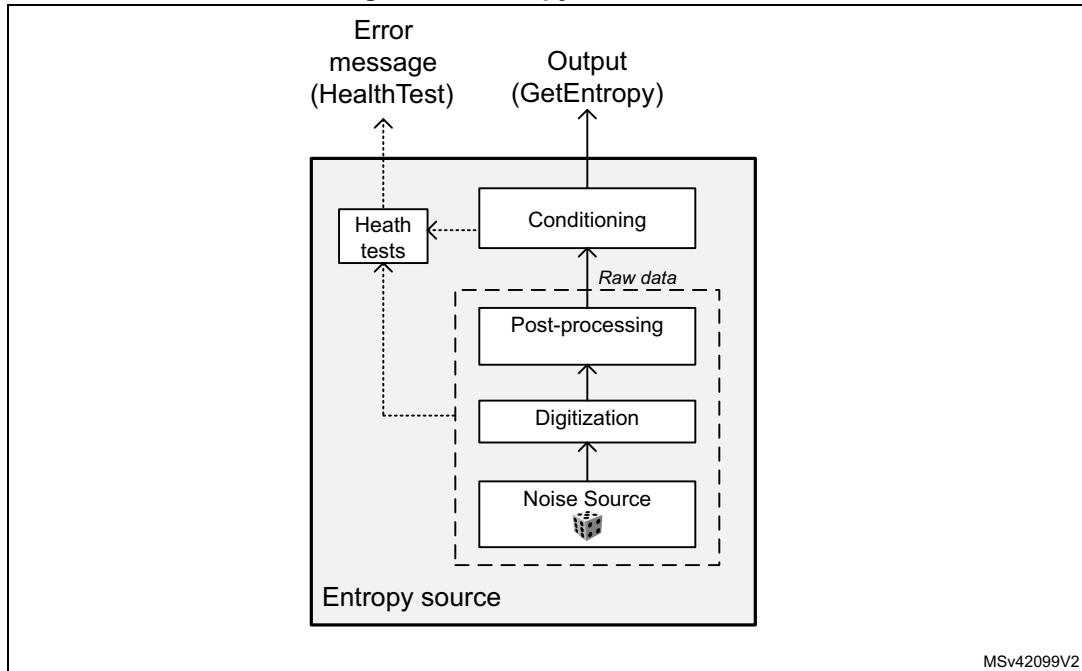 Error
message
(HealthTest)
Output
(GetEntropy)
Heath
tests
Conditioning
Raw data
Post-processing
Digitization
Noise Source
Entropy source
MSv42099V2